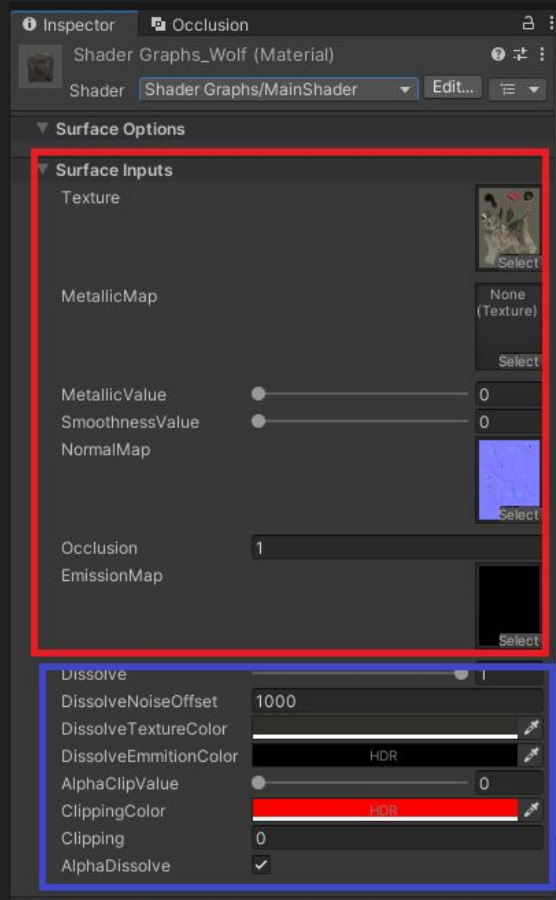 Inspector
Occlusion
Shader Graphs_Wolf (Material)
Shader Shader Graphs/MainShader Edit...
Surface Options
Surface Inputs
Texture
Select
MetallicMap None
(Texture)
Select
MetallicValue 0
SmoothnessValue 0
NormalMap
Select
Occlusion 1
EmissionMap
Select
Dissolve 1
DissolveNoiseOffset 1000
DissolveTextureColor
DissolveEmmitionColor HDR
AlphaClipValue 0
ClippingColor HDR
Clipping 0
AlphaDissolve